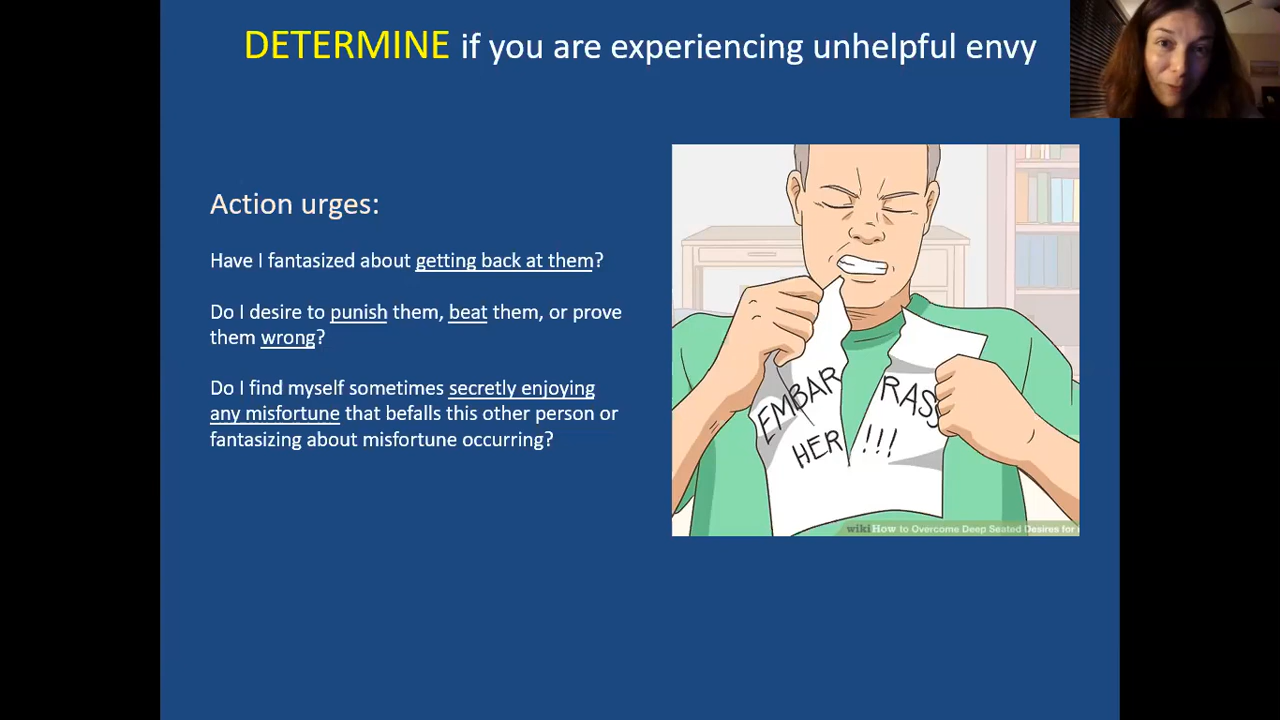 DETERMINE if you are experiencing unhelpful envy
Action urges:
Have I fantasized about getting back at them?
Do I desire to punish them, beat them, or prove
them wrong?
Do I find myself sometimes secretly enjoying
any misfortune that befalls this other person or
fantasizing about misfortune occurring?
EMBAR RASS
HER !!!
wikiHow to Overcome Deep Seated Desires for